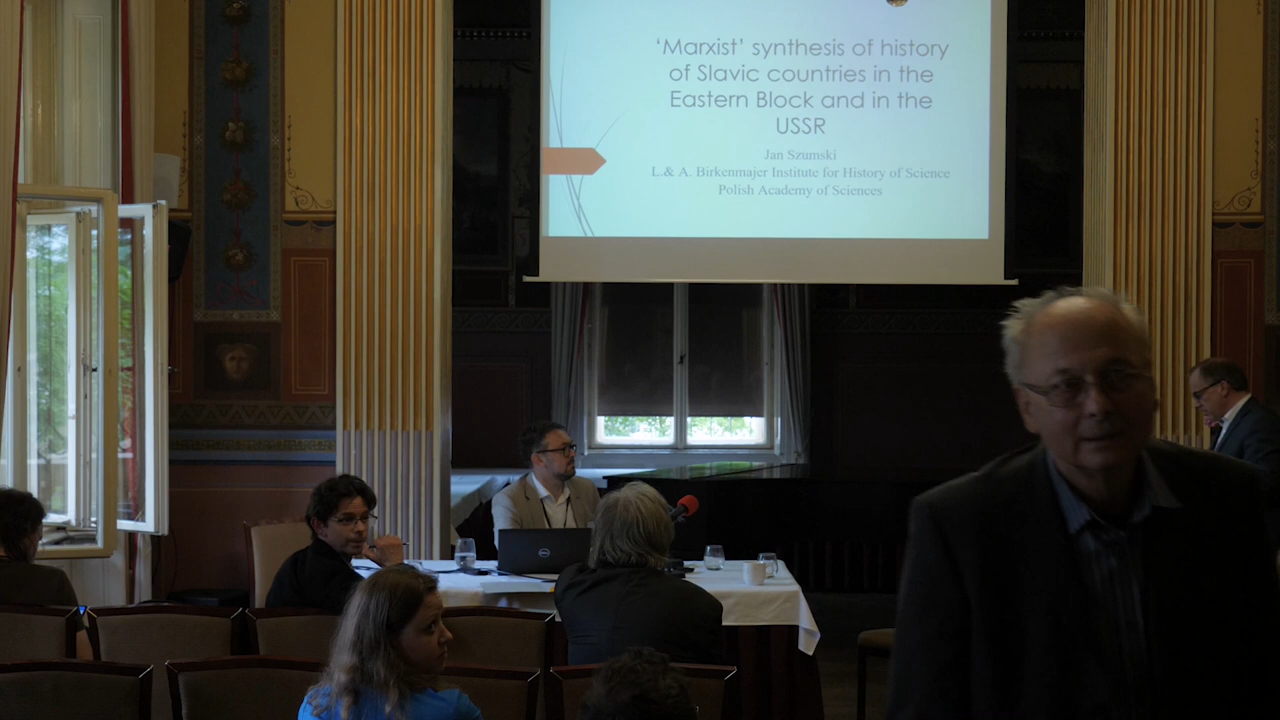 ‘Marxist’ synthesis of history
of Slavic countries in the
Eastern Block and in the
USSR
Jan Szumski
L.& A. Birkenmajer Institute for History of Science
Polish Academy of Sciences
DELL